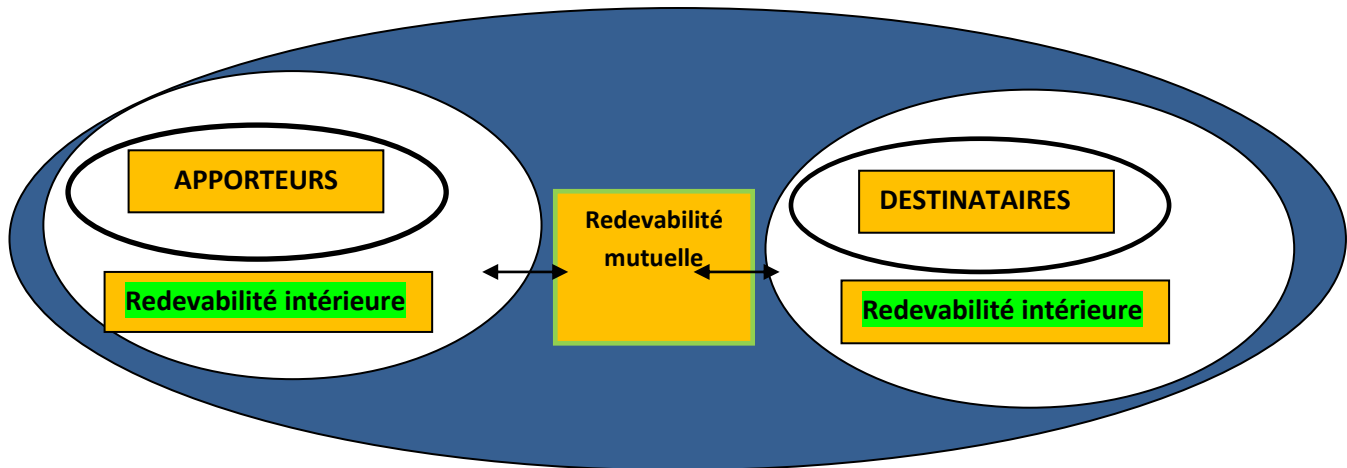 APPORTEURS
Redevabilité intérieure
Redevabilité
mutuelle
DESTINATAIRES
Redevabilité intérieure